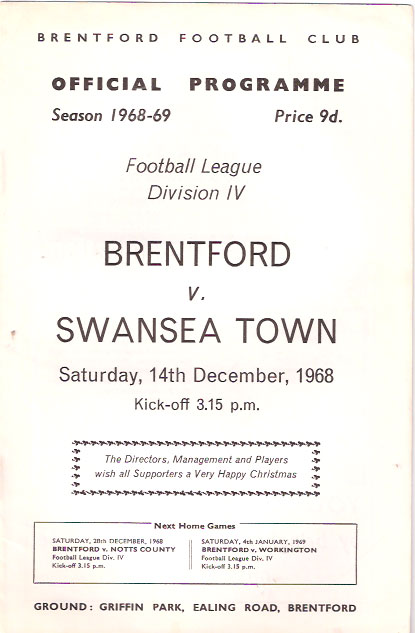 BRENTFORD FOOTBALL CLUB
OFFICIAL PROGRAMME
Season 1968-69 Price 9d.
Football League
Division IV
BRENTFORD
v.
SWANSEA TOWN
Saturday, 14th December, 1968
Kick-off 3.15 p.m.
The Directors, Management and Players
wish all Supporters a Very Happy Christmas
Next Home Games
SATURDAY, 28th DECEMBER, 1968
BRENTFORD v. NOTTS COUNTY
Football League Div. IV
Kick-off 3.15 p.m.
SATURDAY, 4th JANUARY, 1969
BRENTFORD v. WORKINGTON
Football League Div. IV
Kick-off 3.15 p.m.
GROUND: GRIFFIN PARK, EALING ROAD, BRENTFORD